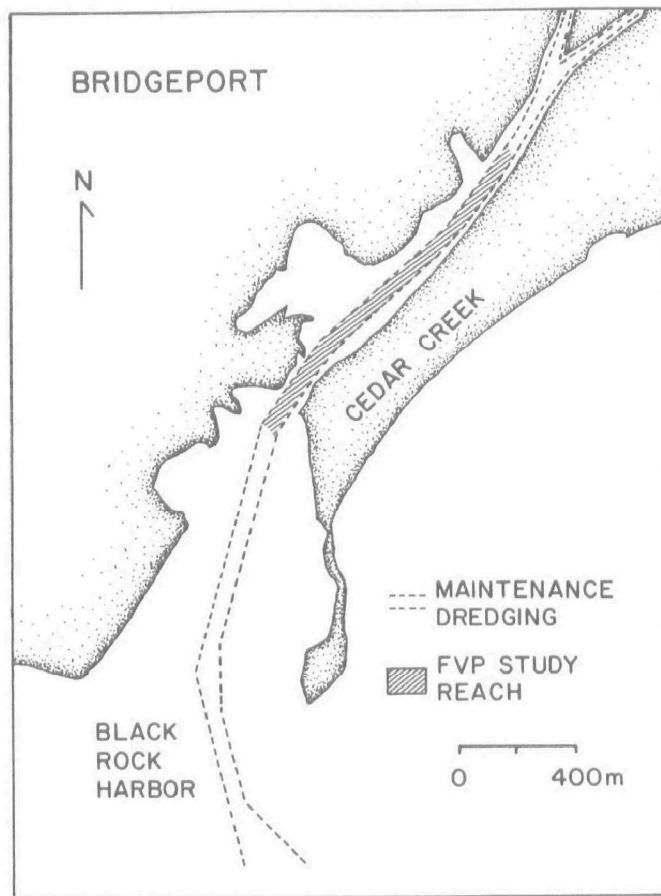 BRIDGEPORT
N
CEDAR CREEK
MAINTENANCE
DREDGING
FVP STUDY
REACH
BLACK
ROCK
HARBOR
0 400m